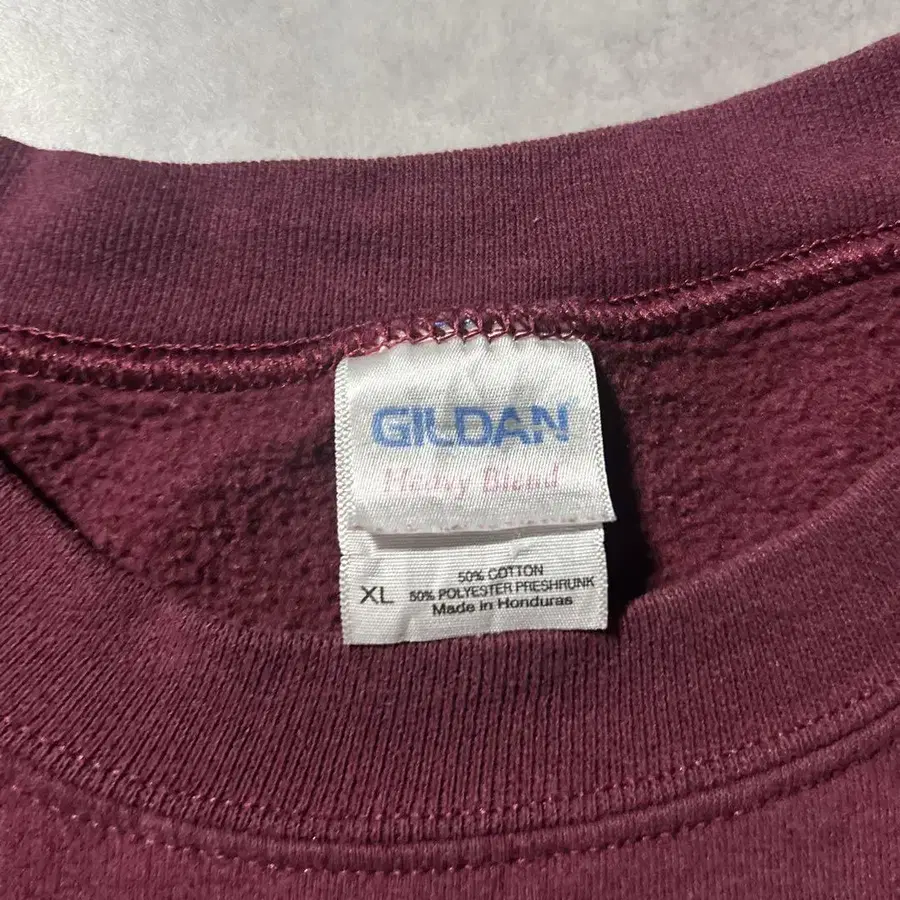 GILDAN
Heavy Blend
50% COTTON
XL 50% POLYESTER PRESHRUNK
Made in Honduras